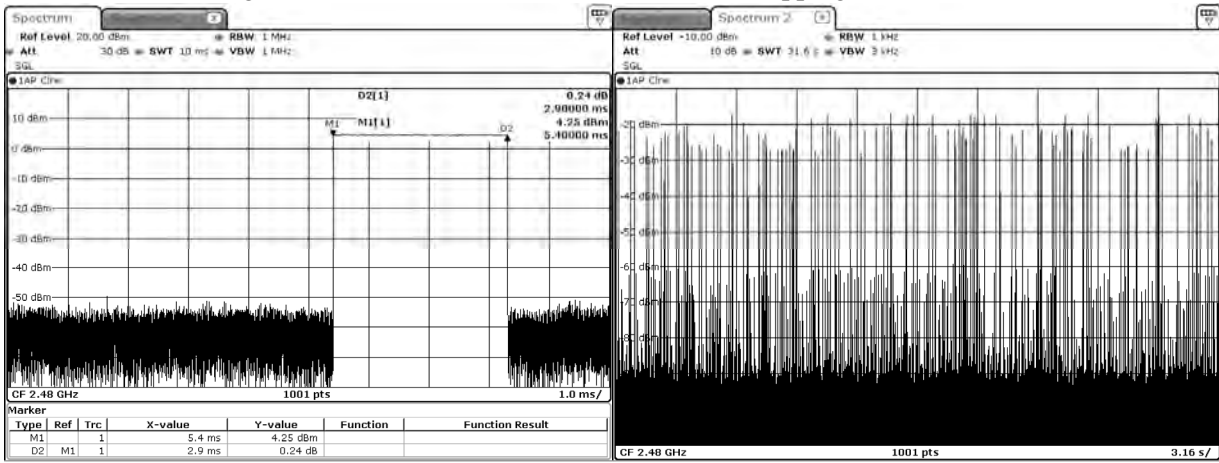 Spectrum
Ref Level 20.00 dBm RBW 1 MHz
Att 30 dB SWT 10 ms VBW 1 MHz
SGL
1AP Clrw
D2[1] 0.24 dB
2.90000 ms
M1[1] 4.25 dBm
5.40000 ms
M1
D2
10 dBm
0 dBm
-10 dBm
-20 dBm
-30 dBm
-40 dBm
-50 dBm
CF 2.48 GHz 1001 pts 1.0 ms/
Marker
Type Ref Trc X-value Y-value Function Function Result
M1 1 5.4 ms 4.25 dBm
D2 M1 1 2.9 ms 0.24 dB
Spectrum 2
Ref Level -10.00 dBm RBW 1 kHz
Att 10 dB SWT 31.6 s VBW 3 kHz
SGL
1AP Clrw
-20 dBm
-30 dBm
-40 dBm
-50 dBm
-60 dBm
-70 dBm
-80 dBm
CF 2.48 GHz 1001 pts 3.16 s/